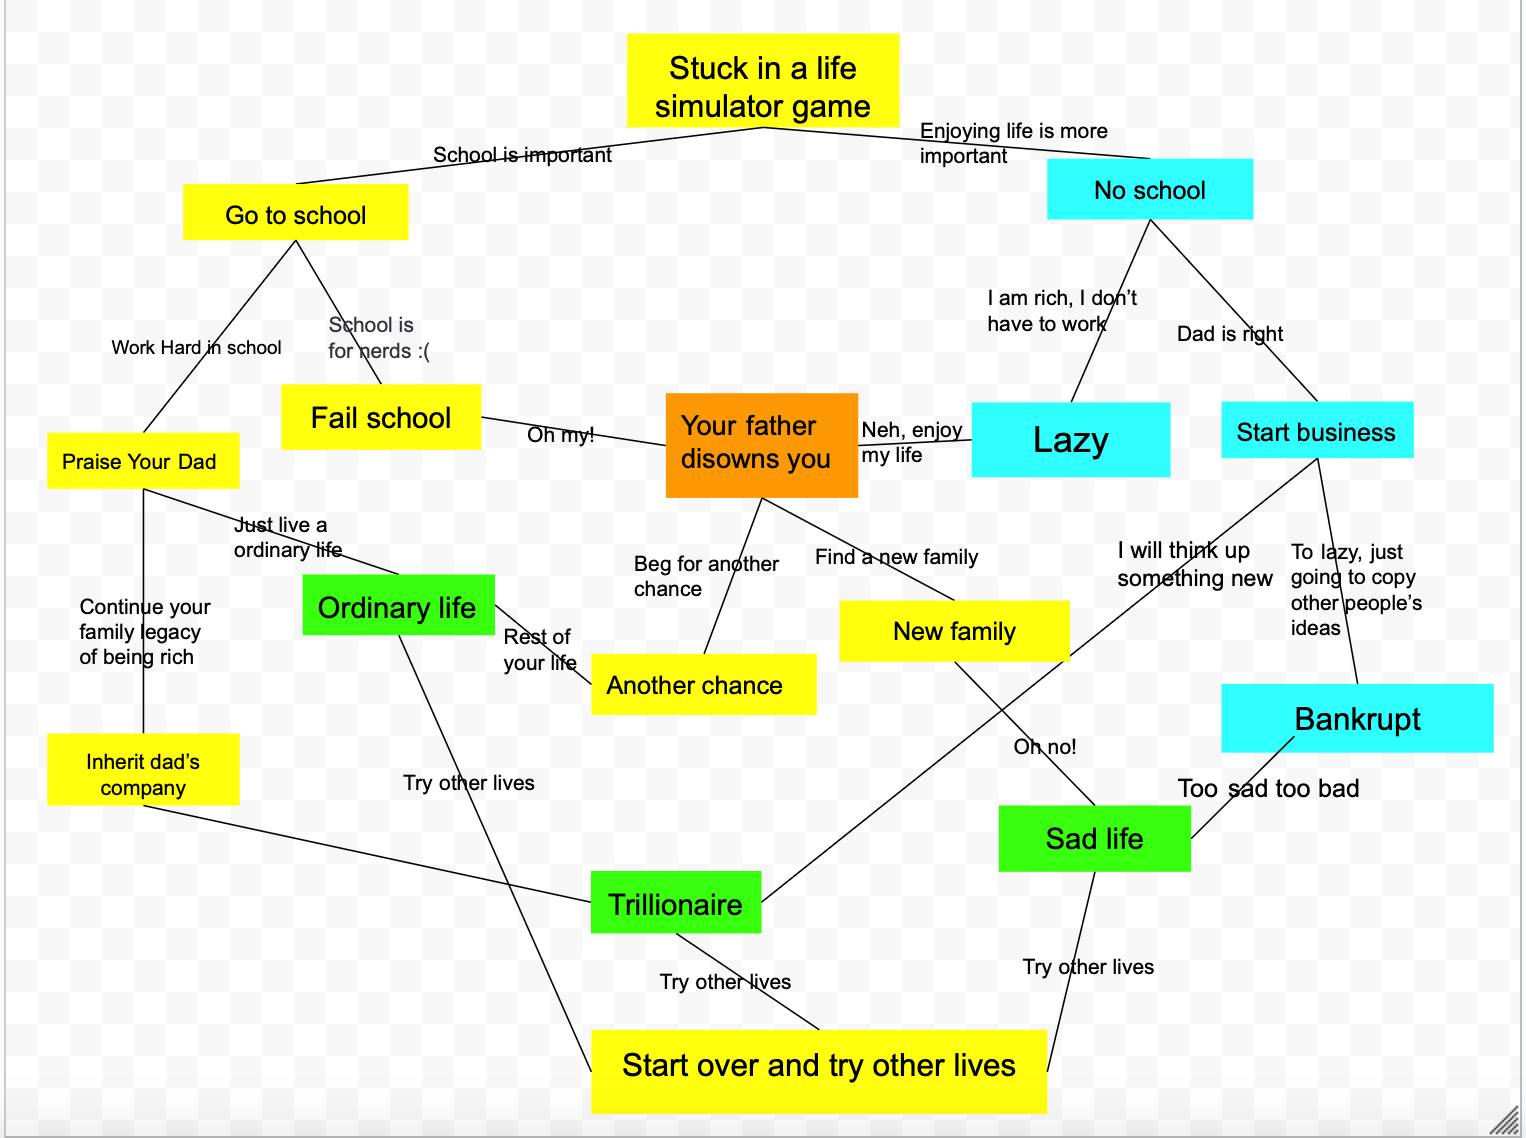 Stuck in a life
simulator game
School is important
Enjoying life is more
important
Go to school
No school
Work Hard in school
School is
for nerds :(
I am rich, I don’t
have to work
Dad is right
Praise Your Dad
Fail school
Oh my!
Your father
disowns you
Neh, enjoy
my life
Lazy
Start business
Just live a
ordinary life
Continue your
family legacy
of being rich
Ordinary life
Rest of
your life
Beg for another
chance
Find a new family
I will think up
something new
To lazy, just
going to copy
other people’s
ideas
Another chance
New family
Bankrupt
Inherit dad’s
company
Try other lives
Oh no!
Too sad too bad
Sad life
Trillionaire
Try other lives
Try other lives
Start over and try other lives